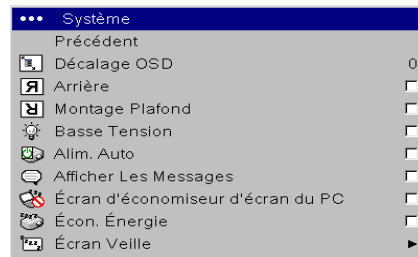 ••• Système
Précédent
Décalage OSD 0
Arrière
Montage Plafond
Basse Tension
Alim. Auto
Afficher Les Messages
Écran d'économiseur d'écran du PC
Écon. Énergie
Écran Veille